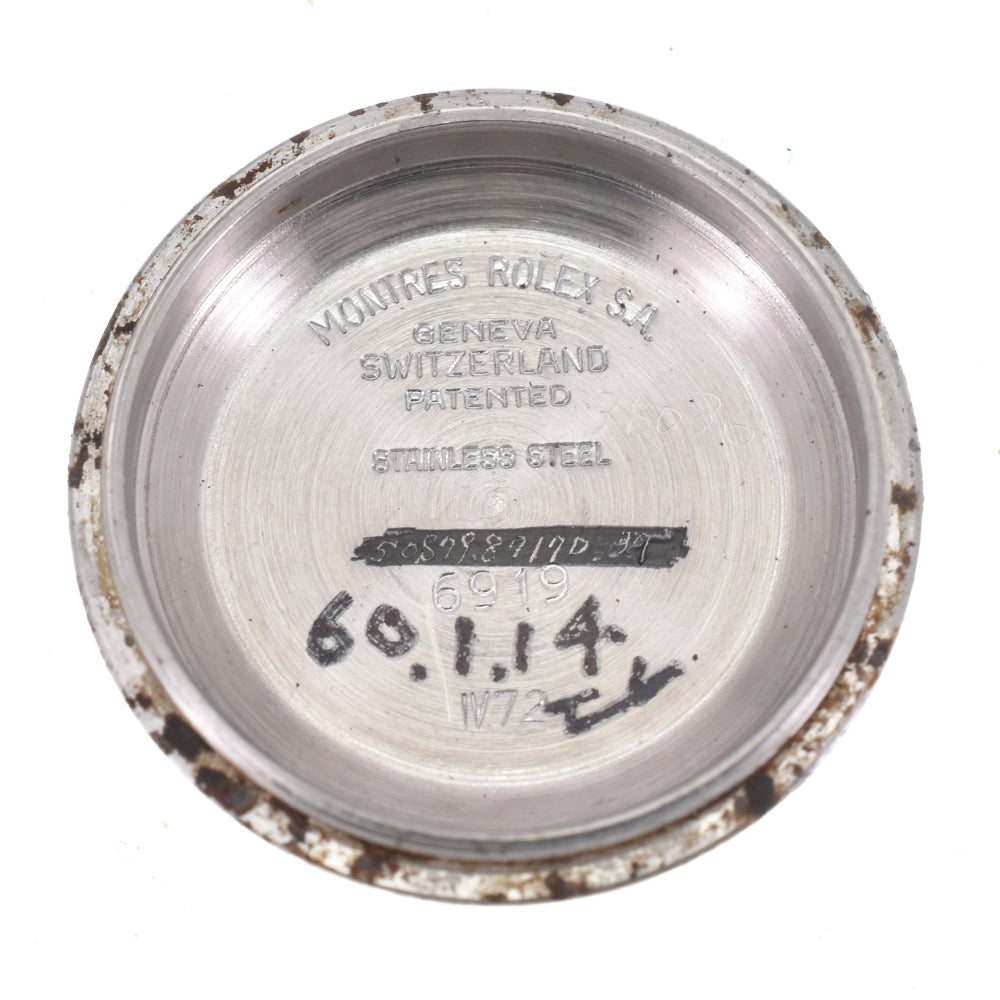 MONTRES ROLEX S.A.
GENEVA
SWITZERLAND
PATENTED
STAINLESS STEEL
6919
60.1.14.
IV72